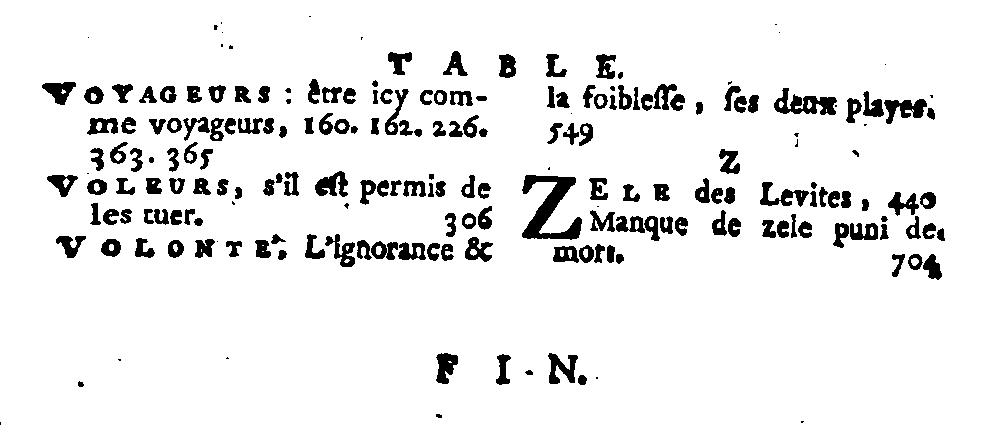 TABLE.
VOYAGEURS : être icy com-
me voyageurs, 160. 162. 226.
363. 365
VOLEURS, s'il est permis de
les tuer. 306
VOLONTE'. L'ignorance &
la foiblesse, ses deux playes.
549
Z
ZELE des Levites, 440
Manque de zele puni de
mort. 704
FIN.